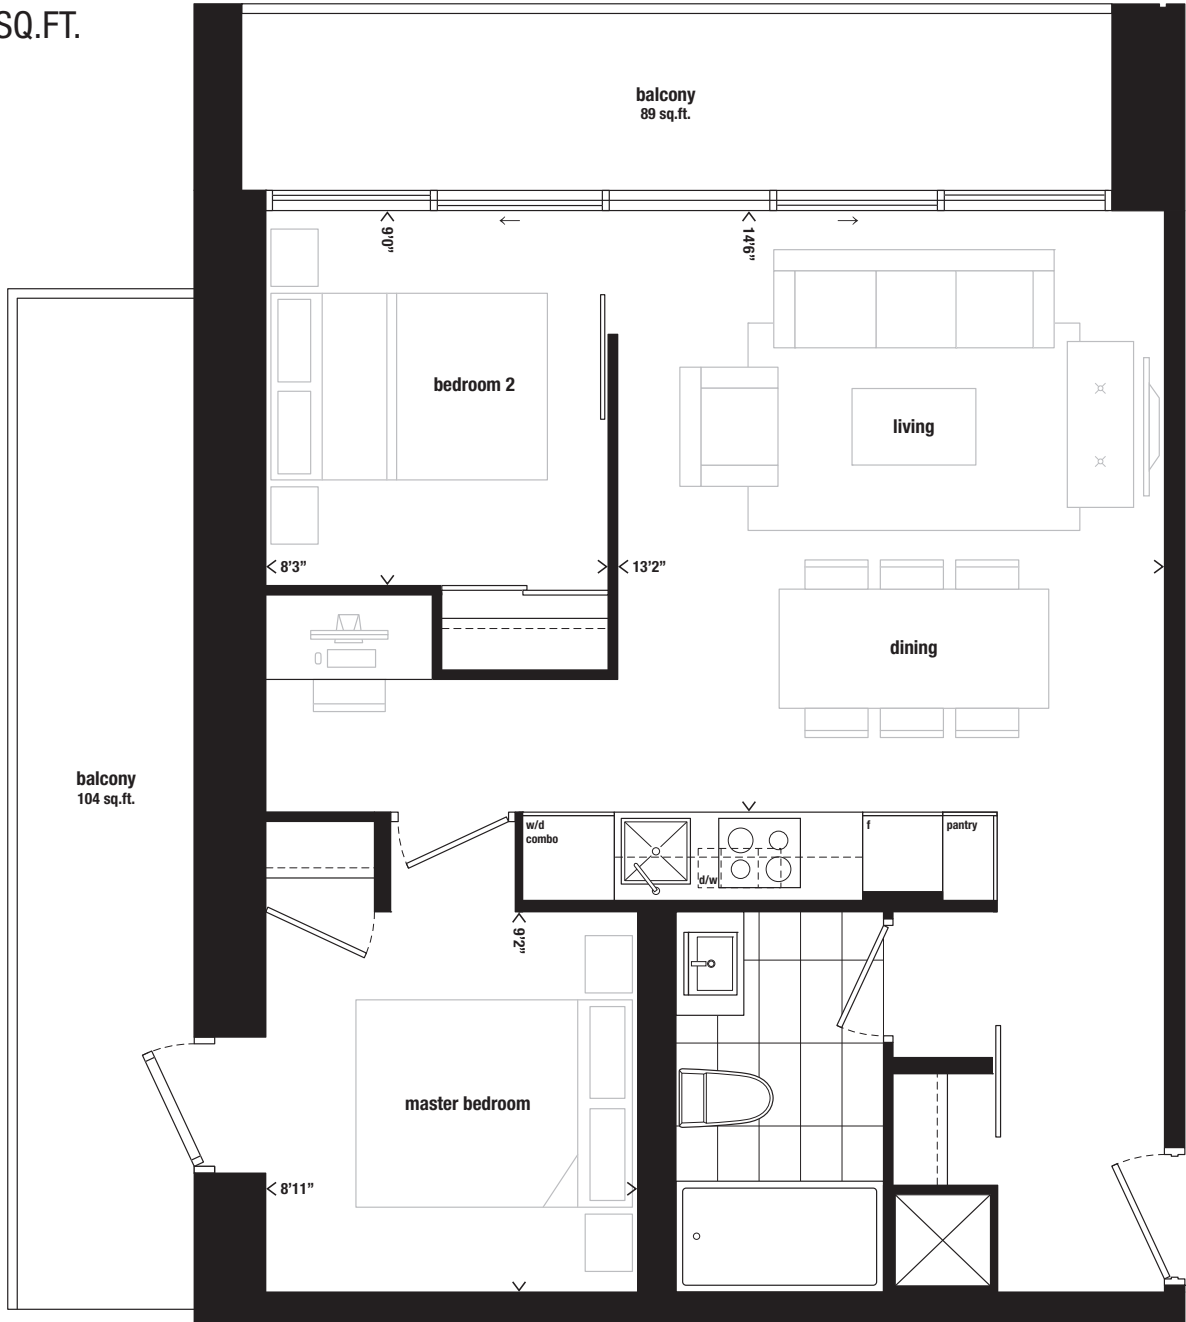 SQ.FT.
balcony
89 sq.ft.
9'0"
14'6"
bedroom 2
living
8'3"
13'2"
dining
balcony
104 sq.ft.
w/d
combo
d/w
f
pantry
9'2"
master bedroom
8'11"